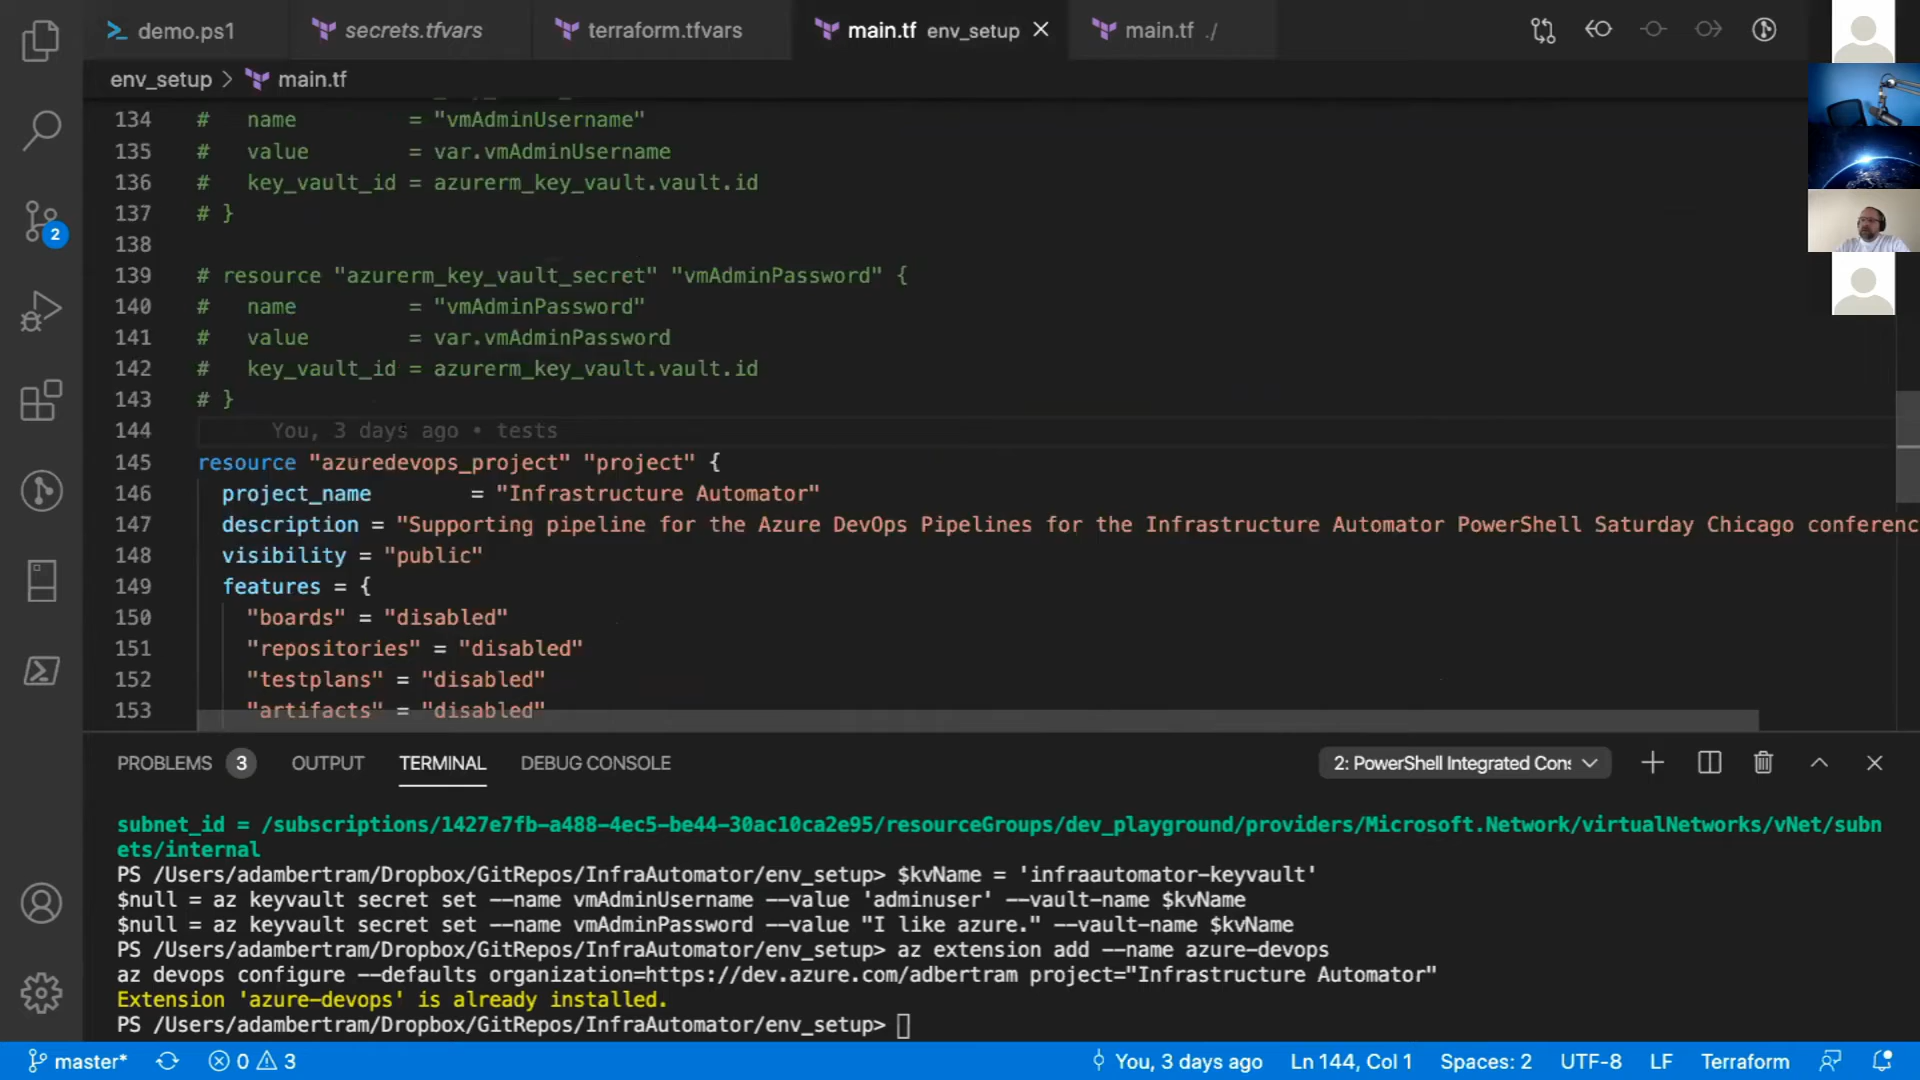 demo.ps1
secrets.tfvars
terraform.tfvars
main.tf env_setup
main.tf ./
env_setup > main.tf
134 # name = "vmAdminUsername"
135 # value = var.vmAdminUsername
136 # key_vault_id = azurerm_key_vault.vault.id
137 # }
138
139 # resource "azurerm_key_vault_secret" "vmAdminPassword" {
140 # name = "vmAdminPassword"
141 # value = var.vmAdminPassword
142 # key_vault_id = azurerm_key_vault.vault.id
143 # }
144 You, 3 days ago • tests
145 resource "azuredevops_project" "project" {
146 project_name = "Infrastructure Automator"
147 description = "Supporting pipeline for the Azure DevOps Pipelines for the Infrastructure Automator PowerShell Saturday Chicago conferenc
148 visibility = "public"
149 features = {
150 "boards" = "disabled"
151 "repositories" = "disabled"
152 "testplans" = "disabled"
153 "artifacts" = "disabled"
2
PROBLEMS 3 OUTPUT TERMINAL DEBUG CONSOLE
2: PowerShell Integrated Con
subnet_id = /subscriptions/1427e7fb-a488-4ec5-be44-30ac10ca2e95/resourceGroups/dev_playground/providers/Microsoft.Network/virtualNetworks/vNet/subn
ets/internal
PS /Users/adambertram/Dropbox/GitRepos/InfraAutomator/env_setup> $kvName = 'infraautomator-keyvault'
$null = az keyvault secret set --name vmAdminUsername --value 'adminuser' --vault-name $kvName
$null = az keyvault secret set --name vmAdminPassword --value "I like azure." --vault-name $kvName
PS /Users/adambertram/Dropbox/GitRepos/InfraAutomator/env_setup> az extension add --name azure-devops
az devops configure --defaults organization=https://dev.azure.com/adbertram project="Infrastructure Automator"
Extension 'azure-devops' is already installed.
PS /Users/adambertram/Dropbox/GitRepos/InfraAutomator/env_setup>
master* 0 3 You, 3 days ago Ln 144, Col 1 Spaces: 2 UTF-8 LF Terraform